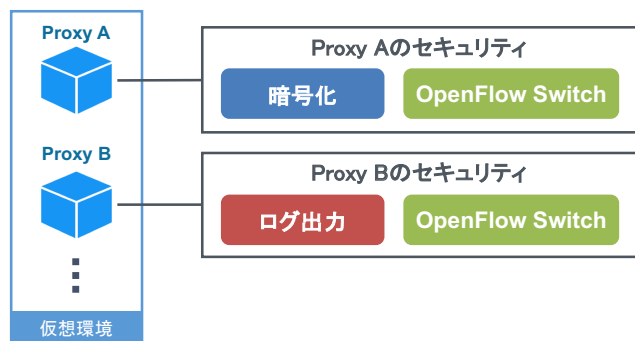 Proxy A
Proxy Aのセキュリティ
暗号化
OpenFlow Switch
Proxy B
Proxy Bのセキュリティ
ログ出力
OpenFlow Switch
仮想環境